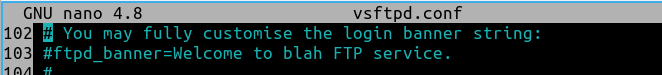 GNU nano 4.8 vsftpd.conf
102 # You may fully customise the login banner string:
103 #ftpd_banner=Welcome to blah FTP service.
104 #